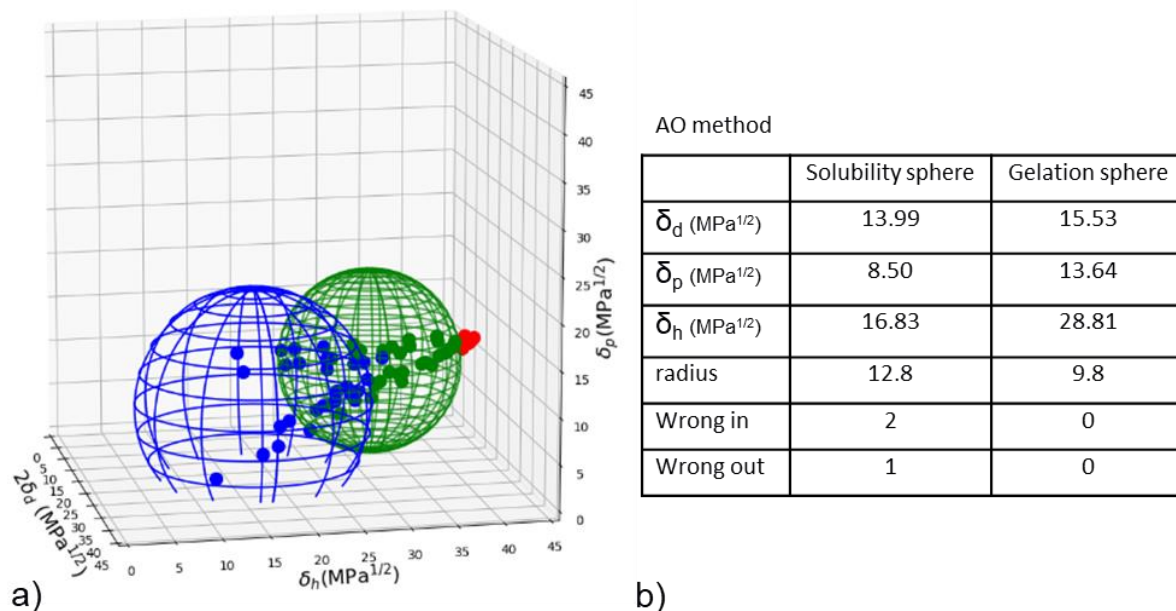 45
40
35
30
25
20
15
10
5
0
δp(MPa1/2)
0
5
10
15
20
25
30
35
40
45
2δd (MPa1/2)
0 5 10 15 20 25 30 35 40 45
δh(MPa1/2)
a)
AO method
Solubility sphere Gelation sphere
δd (MPa1/2) 13.99 15.53
δp (MPa1/2) 8.50 13.64
δh (MPa1/2) 16.83 28.81
radius 12.8 9.8
Wrong in 2 0
Wrong out 1 0
b)